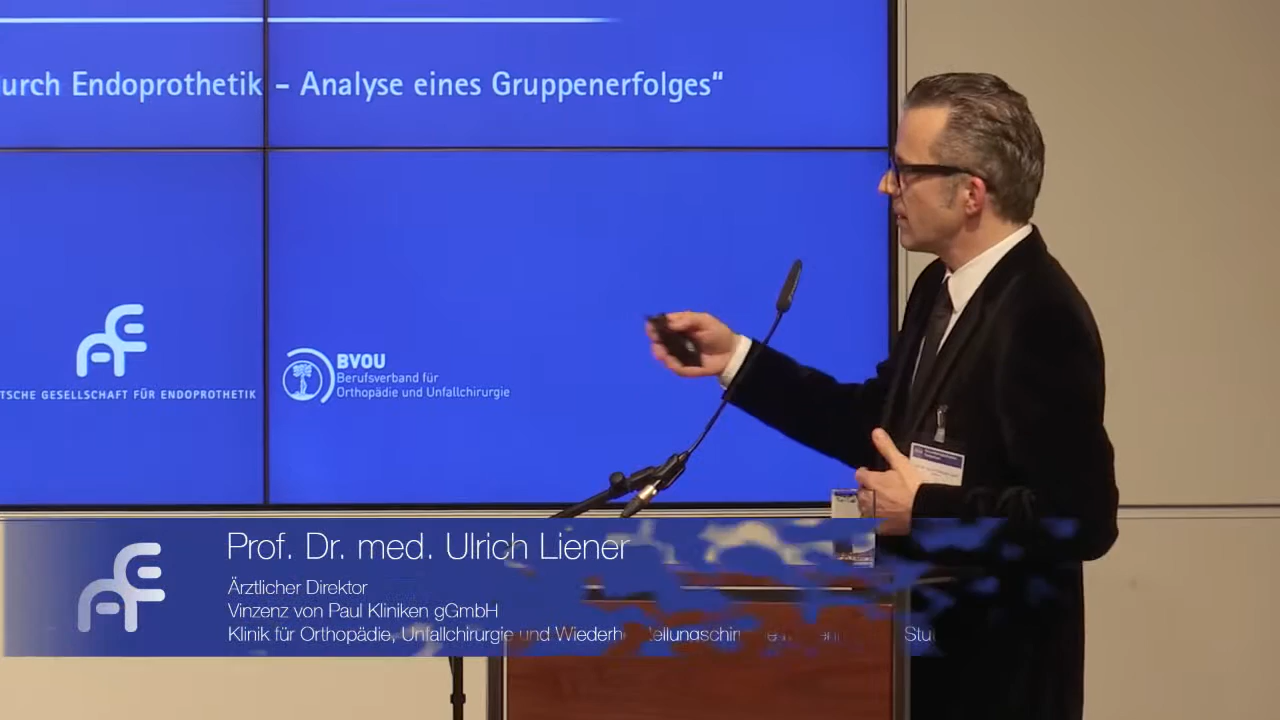 urch Endoprothetik – Analyse eines Gruppenerfolges“
TSCHE GESELLSCHAFT FÜR ENDOPROTHETIK
BVOU
Berufsverband für
Orthopädie und Unfallchirurgie
Prof. Dr. med. Ulrich Liener
Ärztlicher Direktor
Vinzenz von Paul Kliniken gGmbH
Klinik für Orthopädie, Unfallchirurgie und